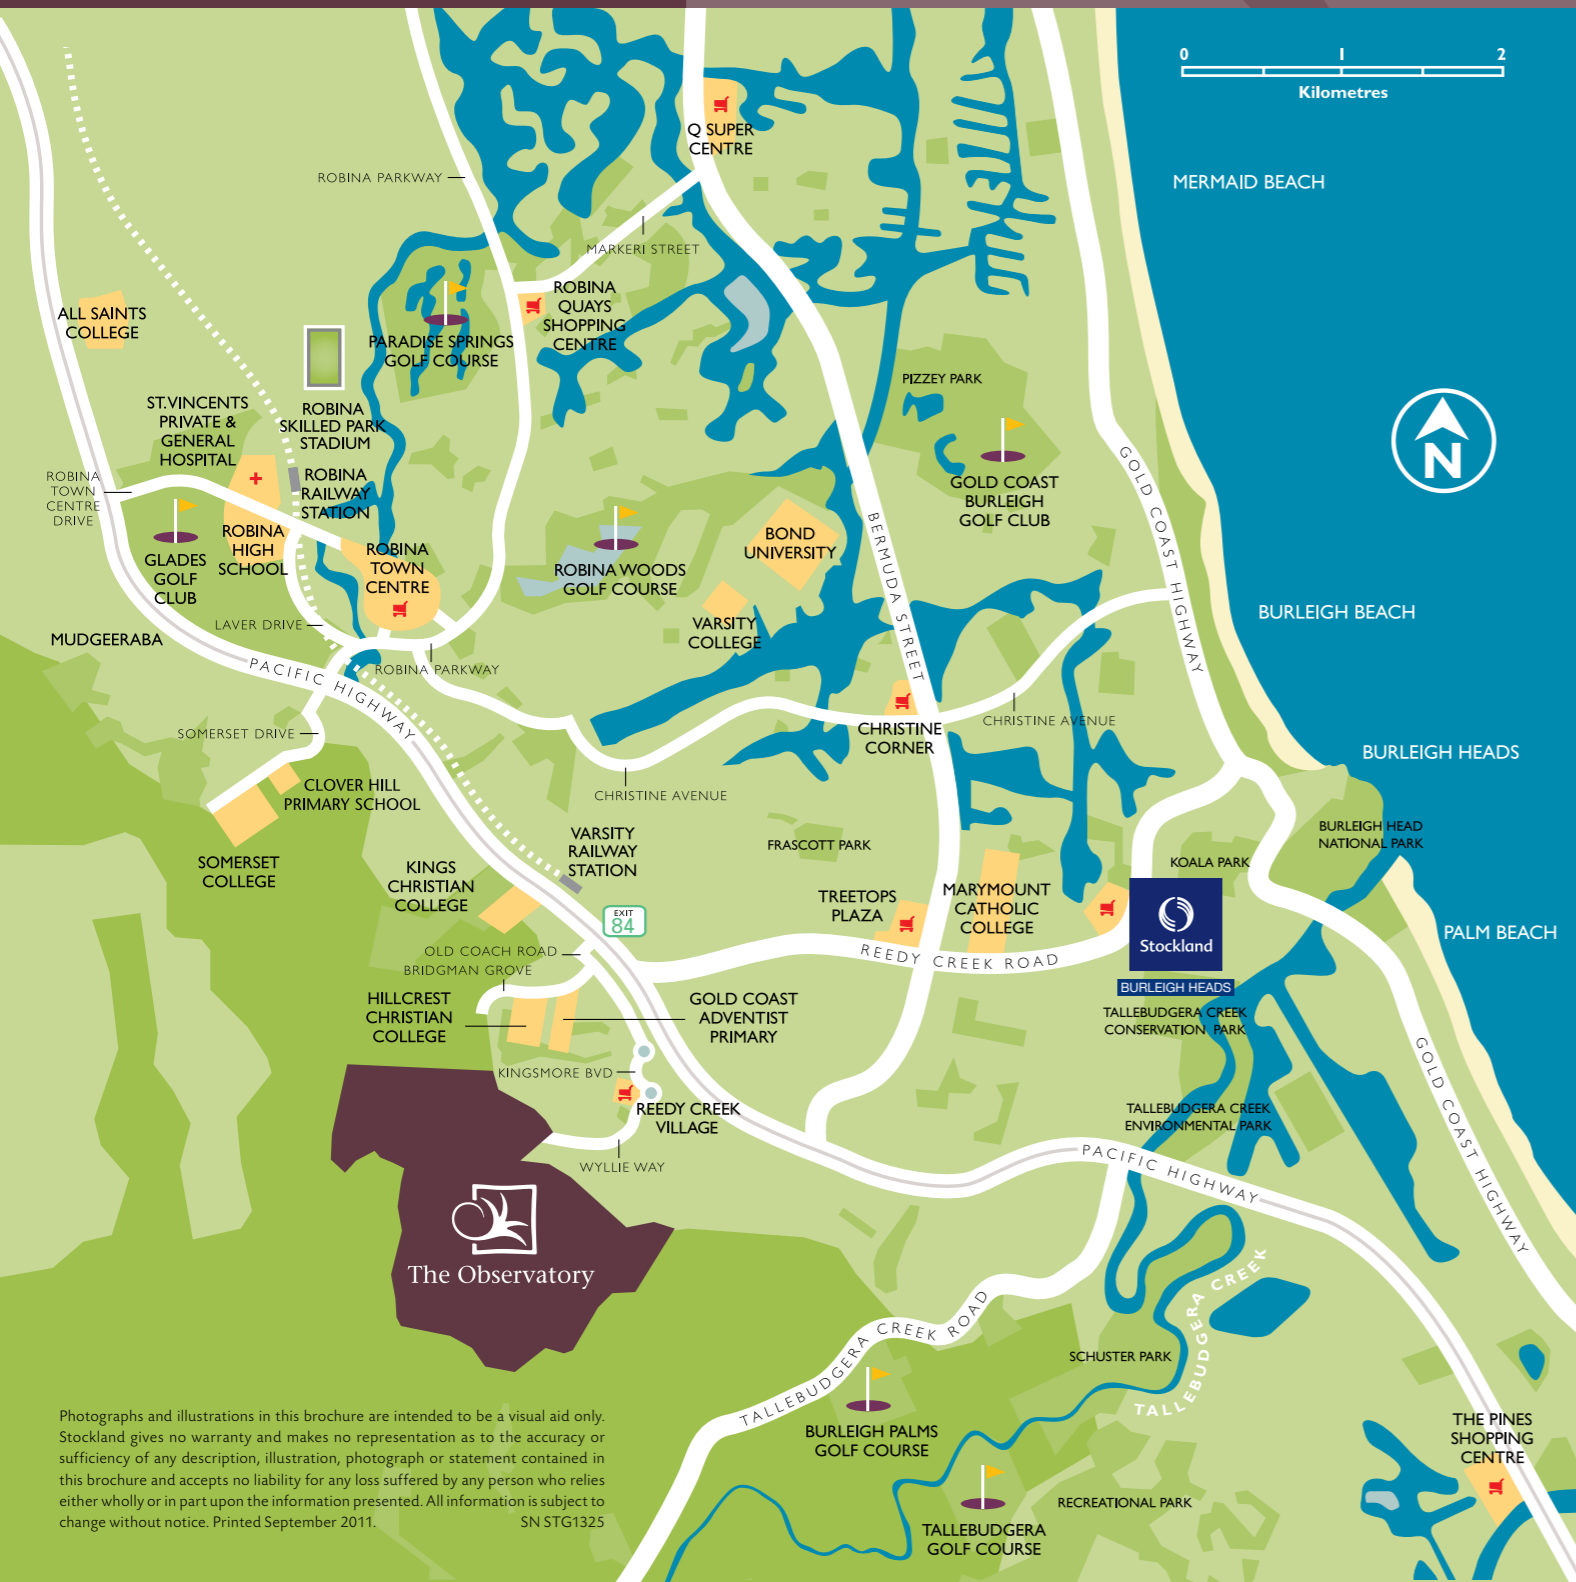 0 1 2
Kilometres
Q SUPER
CENTRE
MERMAID BEACH
ROBINA PARKWAY
MARKERI STREET
ROBINA
QUAYS
SHOPPING
CENTRE
ALL SAINTS
COLLEGE
PARADISE SPRINGS
GOLF COURSE
PIZZEY PARK
ST.VINCENTS
PRIVATE &
GENERAL
HOSPITAL
ROBINA
SKILLED PARK
STADIUM
ROBINA
TOWN
CENTRE
DRIVE
ROBINA
RAILWAY
STATION
N
GOLD COAST HIGHWAY
GOLD COAST
BURLEIGH
GOLF CLUB
ROBINA
HIGH
SCHOOL
GLADES
GOLF
CLUB
ROBINA
TOWN
CENTRE
ROBINA WOODS
GOLF COURSE
BOND
UNIVERSITY
BERMUDA STREET
VARSITY
COLLEGE
BURLEIGH BEACH
LAVER DRIVE
MUDGEERABA
PACIFIC HIGHWAY
ROBINA PARKWAY
SOMERSET DRIVE
CHRISTINE AVENUE
CHRISTINE
CORNER
BURLEIGH HEADS
CLOVER HILL
PRIMARY SCHOOL
CHRISTINE AVENUE
SOMERSET
COLLEGE
VARSITY
RAILWAY
STATION
FRASCOTT PARK
BURLEIGH HEAD
NATIONAL PARK
KOALA PARK
KINGS
CHRISTIAN
COLLEGE
TREETOPS
PLAZA
MARYMOUNT
CATHOLIC
COLLEGE
EXIT
84
Stockland
PALM BEACH
OLD COACH ROAD
BRIDGMAN GROVE
REEDY CREEK ROAD
BURLEIGH HEADS
HILLCREST
CHRISTIAN
COLLEGE
GOLD COAST
ADVENTIST
PRIMARY
TALLEBUDGERA CREEK
CONSERVATION PARK
KINGSMORE BVD
REEDY CREEK
VILLAGE
TALLEBUDGERA CREEK
ENVIRONMENTAL PARK
GOLD COAST HIGHWAY
WYLLIE WAY
PACIFIC HIGHWAY
The Observatory
TALLEBUDGERA CREEK
TALLEBUDGERA CREEK ROAD
SCHUSTER PARK
BURLEIGH PALMS
GOLF COURSE
THE PINES
SHOPPING
CENTRE
RECREATIONAL PARK
TALLEBUDGERA
GOLF COURSE
Photographs and illustrations in this brochure are intended to be a visual aid only.
Stockland gives no warranty and makes no representation as to the accuracy or
sufficiency of any description, illustration, photograph or statement contained in
this brochure and accepts no liability for any loss suffered by any person who relies
either wholly or in part upon the information presented. All information is subject to
change without notice. Printed September 2011. SN STG1325